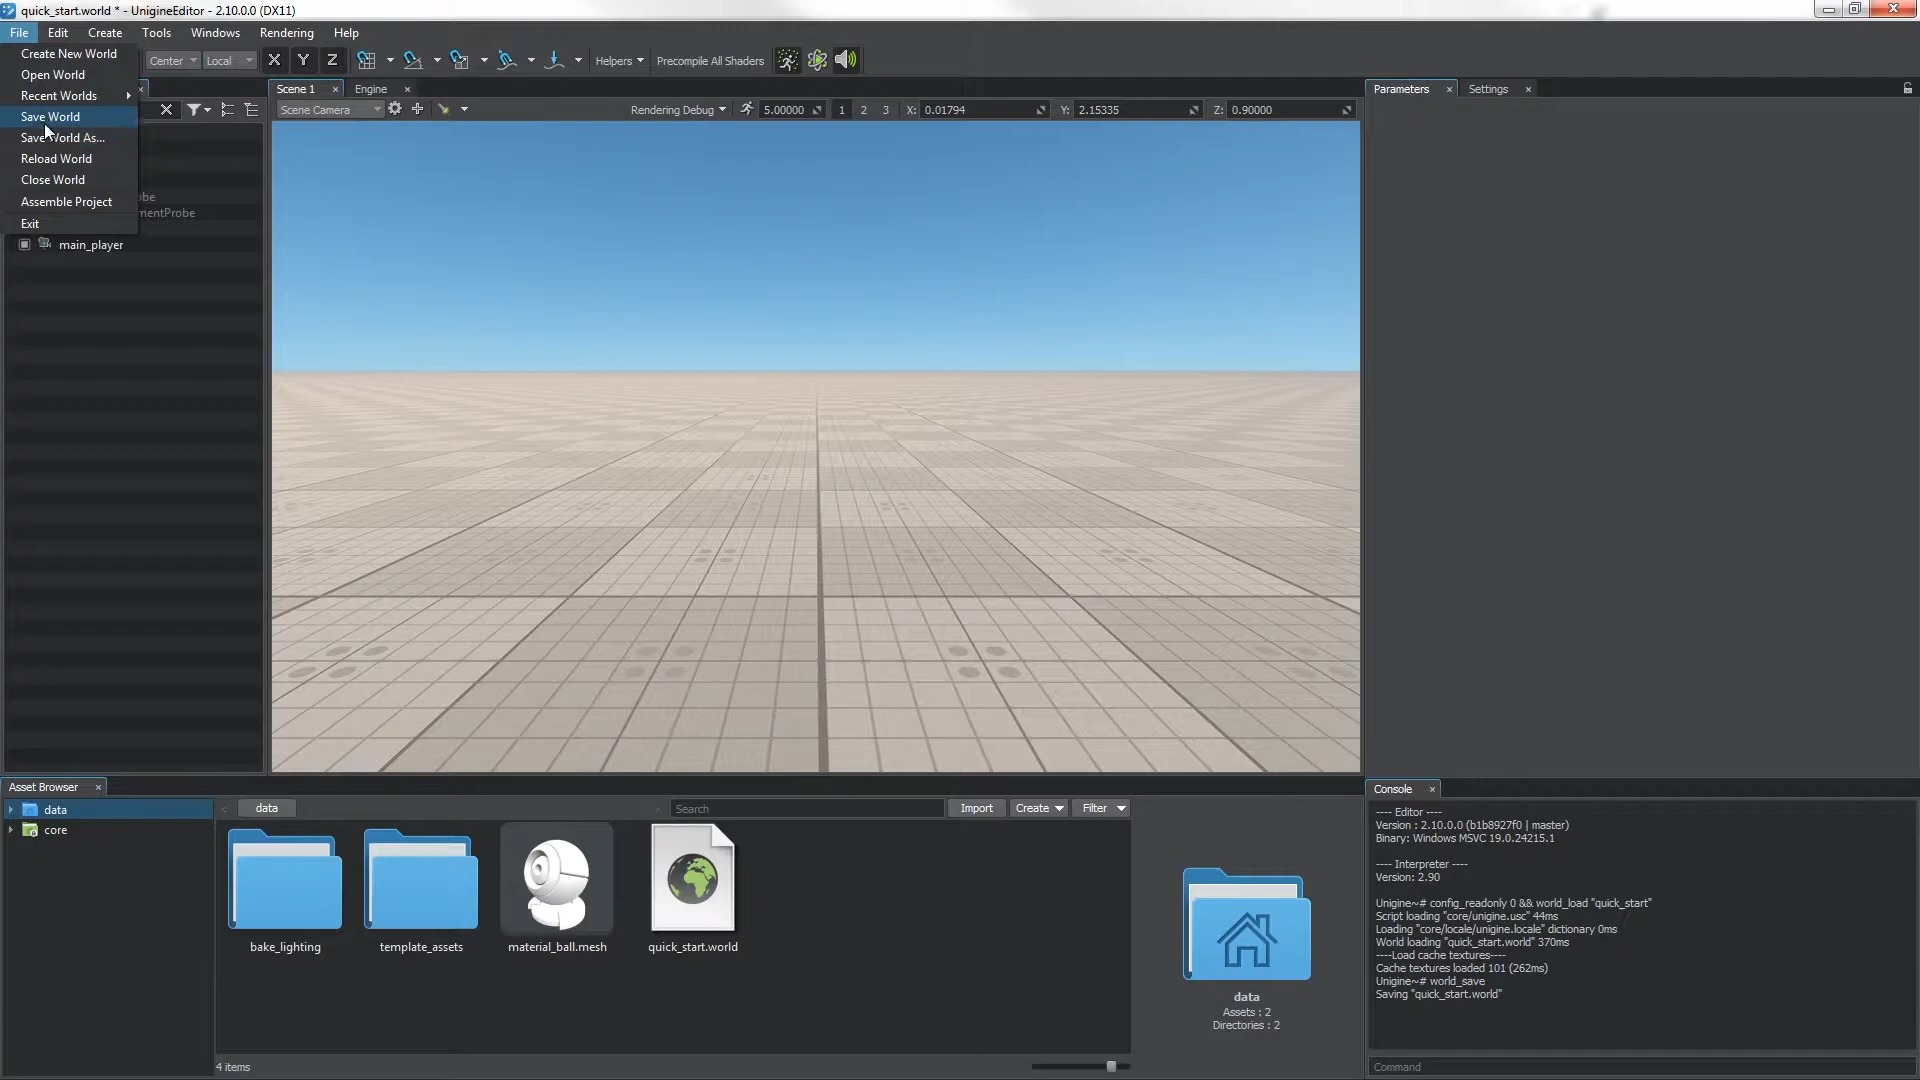 quick_start.world * - UnigineEditor - 2.10.0.0 (DX11)
File Edit Create Tools Windows Rendering Help
Create New World
Open World
Recent Worlds
Save World
Save World As...
Reload World
Close World
Assemble Project
Exit
Center Local X Y Z Helpers Precompile All Shaders
Scene 1 Engine
Scene Camera Rendering Debug 5.00000 1 2 3 X: 0.01794 Y: 2.15335 Z: 0.90000
Parameters Settings
obe
mentProbe
main_player
Asset Browser
data
core
data Search Import Create Filter
bake_lighting template_assets material_ball.mesh quick_start.world
4 items
data
Assets : 2
Directories : 2
Console
---- Editor ----
Version : 2.10.0.0 (b1b8927f0 | master)
Binary: Windows MSVC 19.0.24215.1
---- Interpreter ----
Version: 2.90
Unigine~# config_readonly 0 && world_load "quick_start"
Script loading "core/unigine.usc" 44ms
Loading "core/locale/unigine.locale" dictionary 0ms
World loading "quick_start.world" 370ms
----Load cache textures----
Cache textures loaded 101 (262ms)
Unigine~# world_save
Saving "quick_start.world"
Command